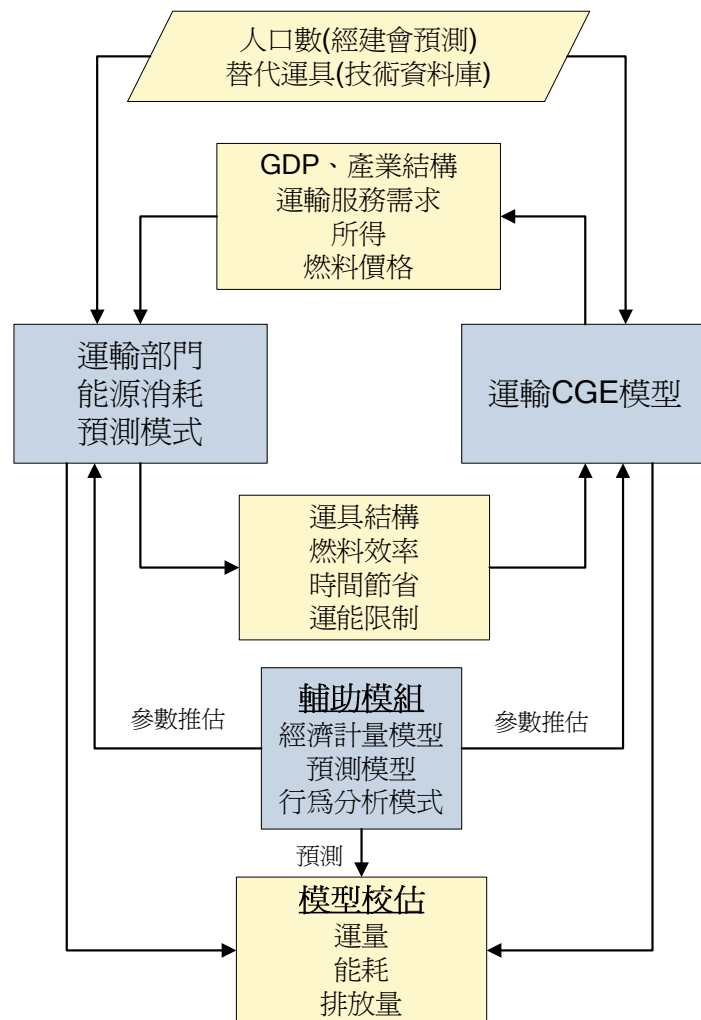 人口數(經建會預測)
替代運具(技術資料庫)
GDP、產業結構
運輸服務需求
所得
燃料價格
運輸部門
能源消耗
預測模式
運輸CGE模型
運具結構
燃料效率
時間節省
運能限制
輔助模組
經濟計量模型
預測模型
行爲分析模式
參數推估
參數推估
預測
模型校估
運量
能耗
排放量